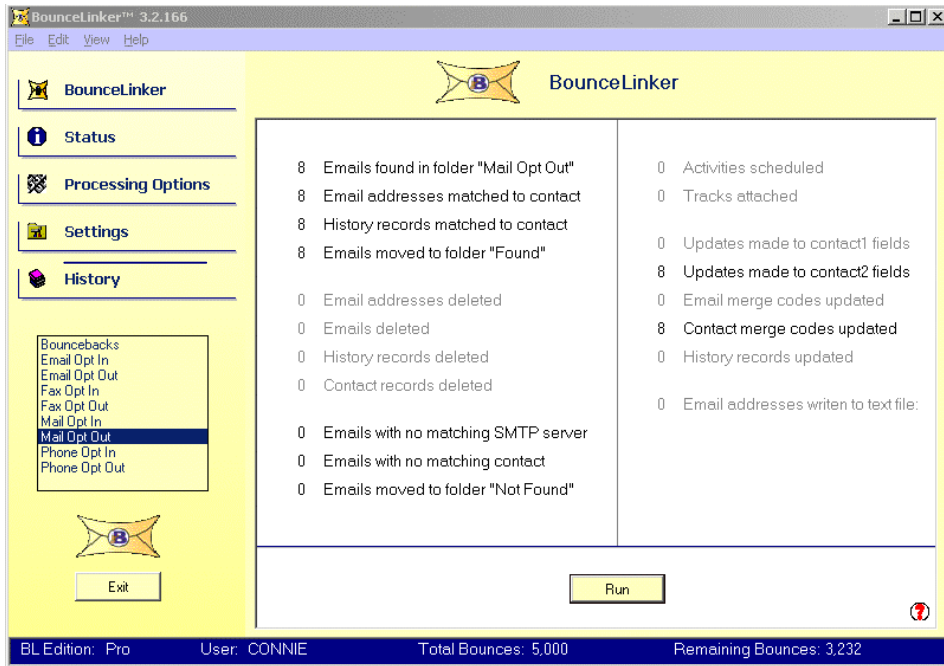 BounceLinker™ 3.2.166
File Edit View Help
BounceLinker
Status
Processing Options
Settings
History
Bouncebacks
Email Opt In
Email Opt Out
Fax Opt In
Fax Opt Out
Mail Opt In
Mail Opt Out
Phone Opt In
Phone Opt Out
B
Exit
B
BounceLinker
8 Emails found in folder "Mail Opt Out"
8 Email addresses matched to contact
8 History records matched to contact
8 Emails moved to folder "Found"
0 Email addresses deleted
0 Emails deleted
0 History records deleted
0 Contact records deleted
0 Emails with no matching SMTP server
0 Emails with no matching contact
0 Emails moved to folder "Not Found"
0 Activities scheduled
0 Tracks attached
0 Updates made to contact1 fields
8 Updates made to contact2 fields
0 Email merge codes updated
8 Contact merge codes updated
0 History records updated
0 Email addresses writen to text file:
Run
?
BL Edition: Pro User: CONNIE Total Bounces: 5,000 Remaining Bounces: 3,232